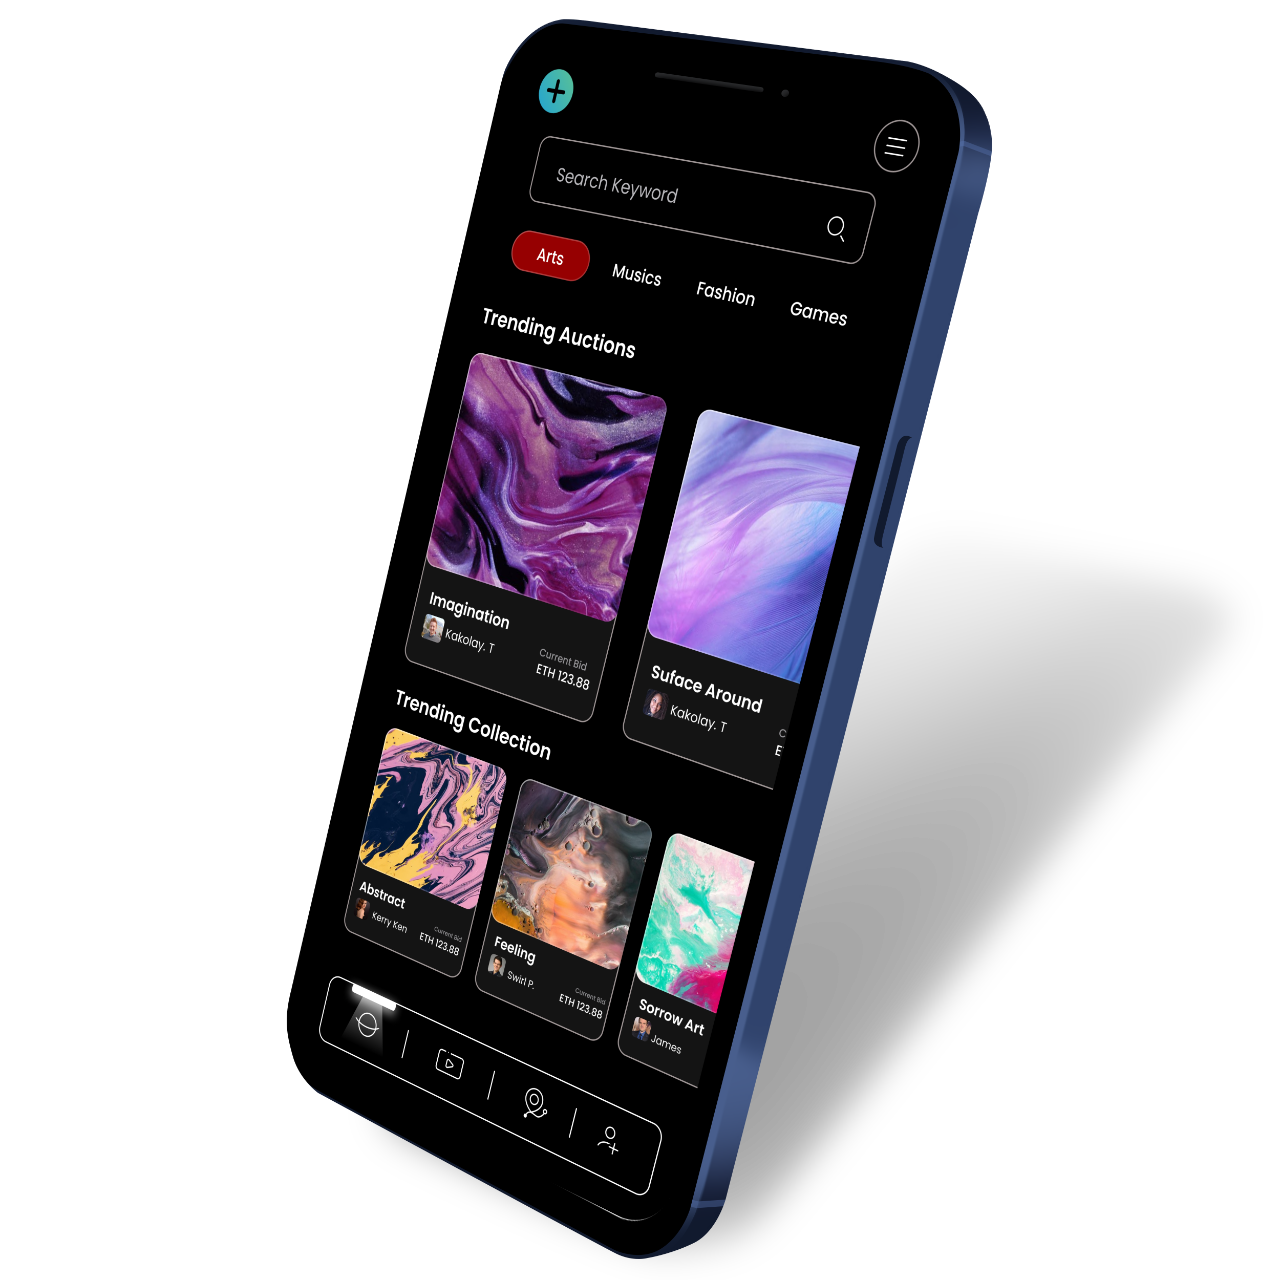 Search Keyword
Arts
Musics
Fashion
Games
Trending Auctions
Imagination
Kakolay. T
Current Bid
ETH 123.88
Suface Around
Kakolay. T
C
E
Trending Collection
Abstract
Kerry Ken
Current Bid
ETH 123.88
Feeling
Swirl P.
Current Bid
ETH 123.88
Sorrow Art
James